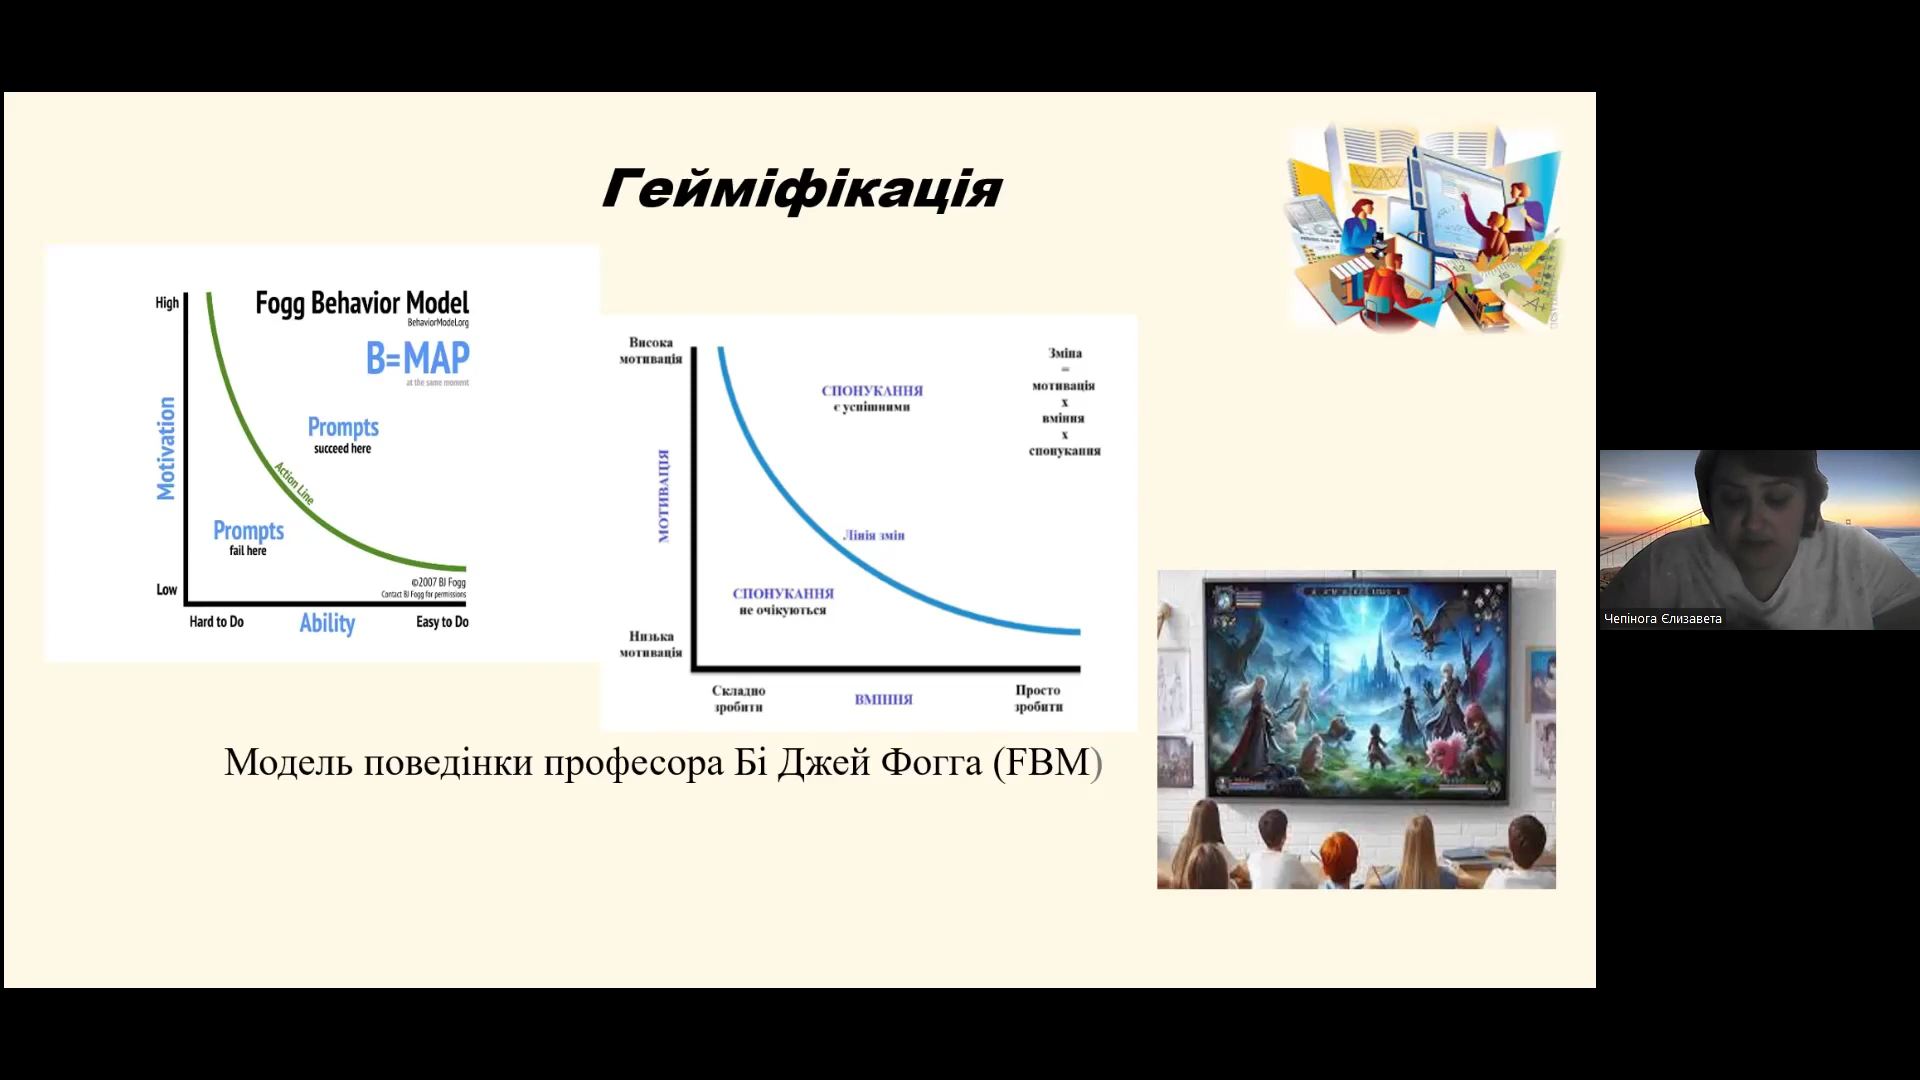 Гейміфікація
High
Fogg Behavior Model
BehaviorModel.org
B=MAP
at the same moment
Motivation
Prompts
succeed here
Action Line
Prompts
fail here
©2007 BJ Fogg
Contact BJ Fogg for permissions
Low
Hard to Do
Ability
Easy to Do
Висока
мотивація
СПОНУКАННЯ
є успішними
Зміна
=
мотивація
х
вміння
х
спонукання
МОТИВАЦІЯ
Лінія змін
СПОНУКАННЯ
не очікуються
Низька
мотивація
Складно
зробити
ВМІННЯ
Просто
зробити
Модель поведінки професора Бі Джей Фогга (FBM)
Чепінога Єлизавета